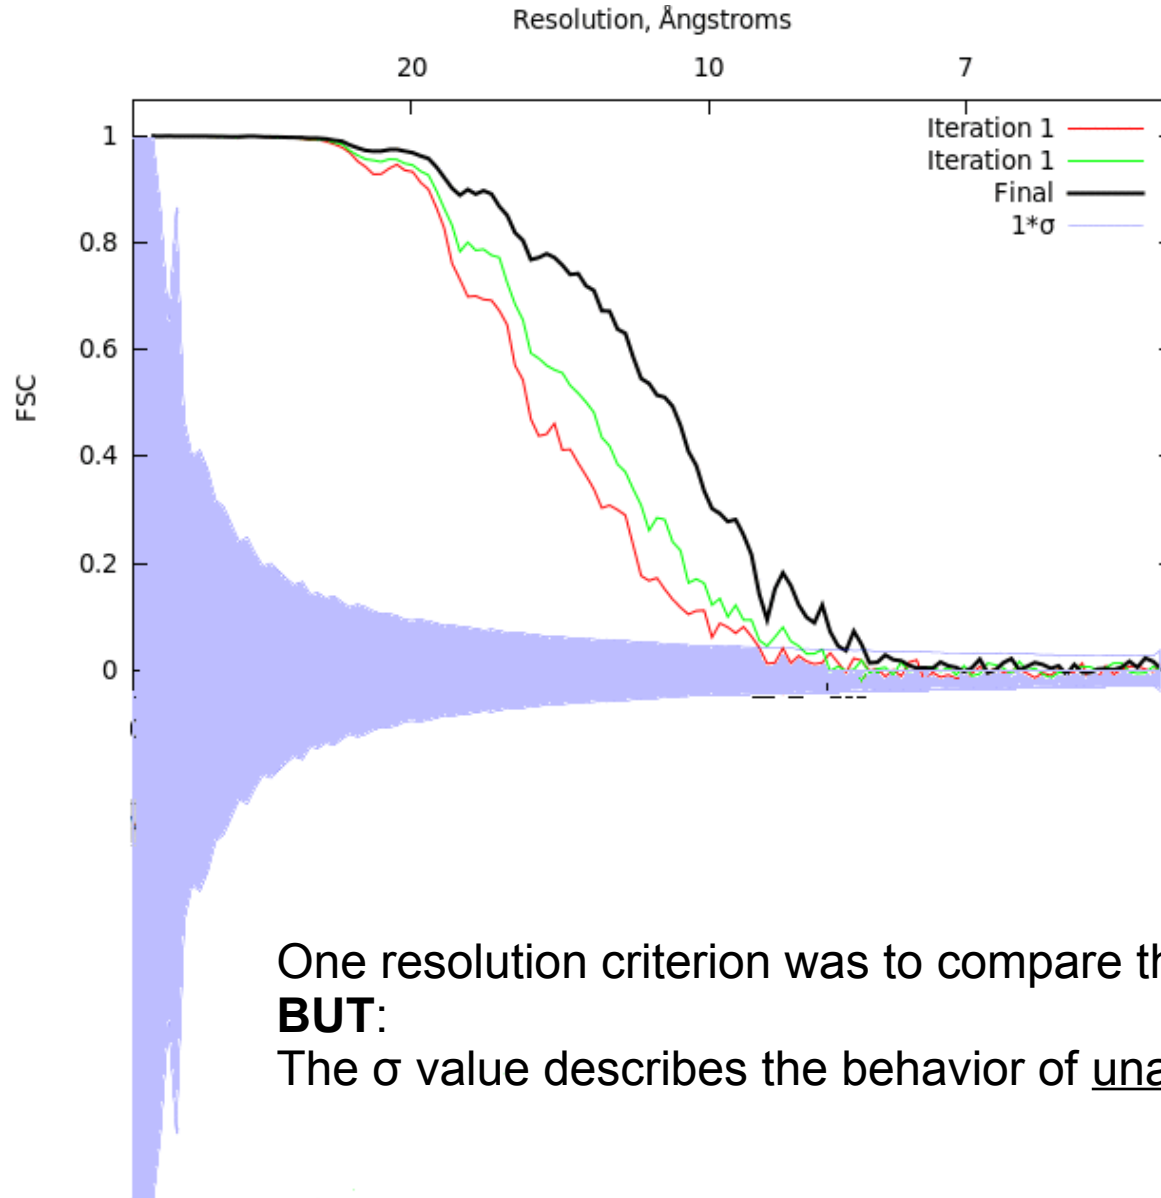 Resolution, Ångstroms
20 10 7
1
0.8
0.6
0.4
0.2
0
FSC
Iteration 1
Iteration 1
Final
1*σ
One resolution criterion was to compare th
BUT:
The σ value describes the behavior of una